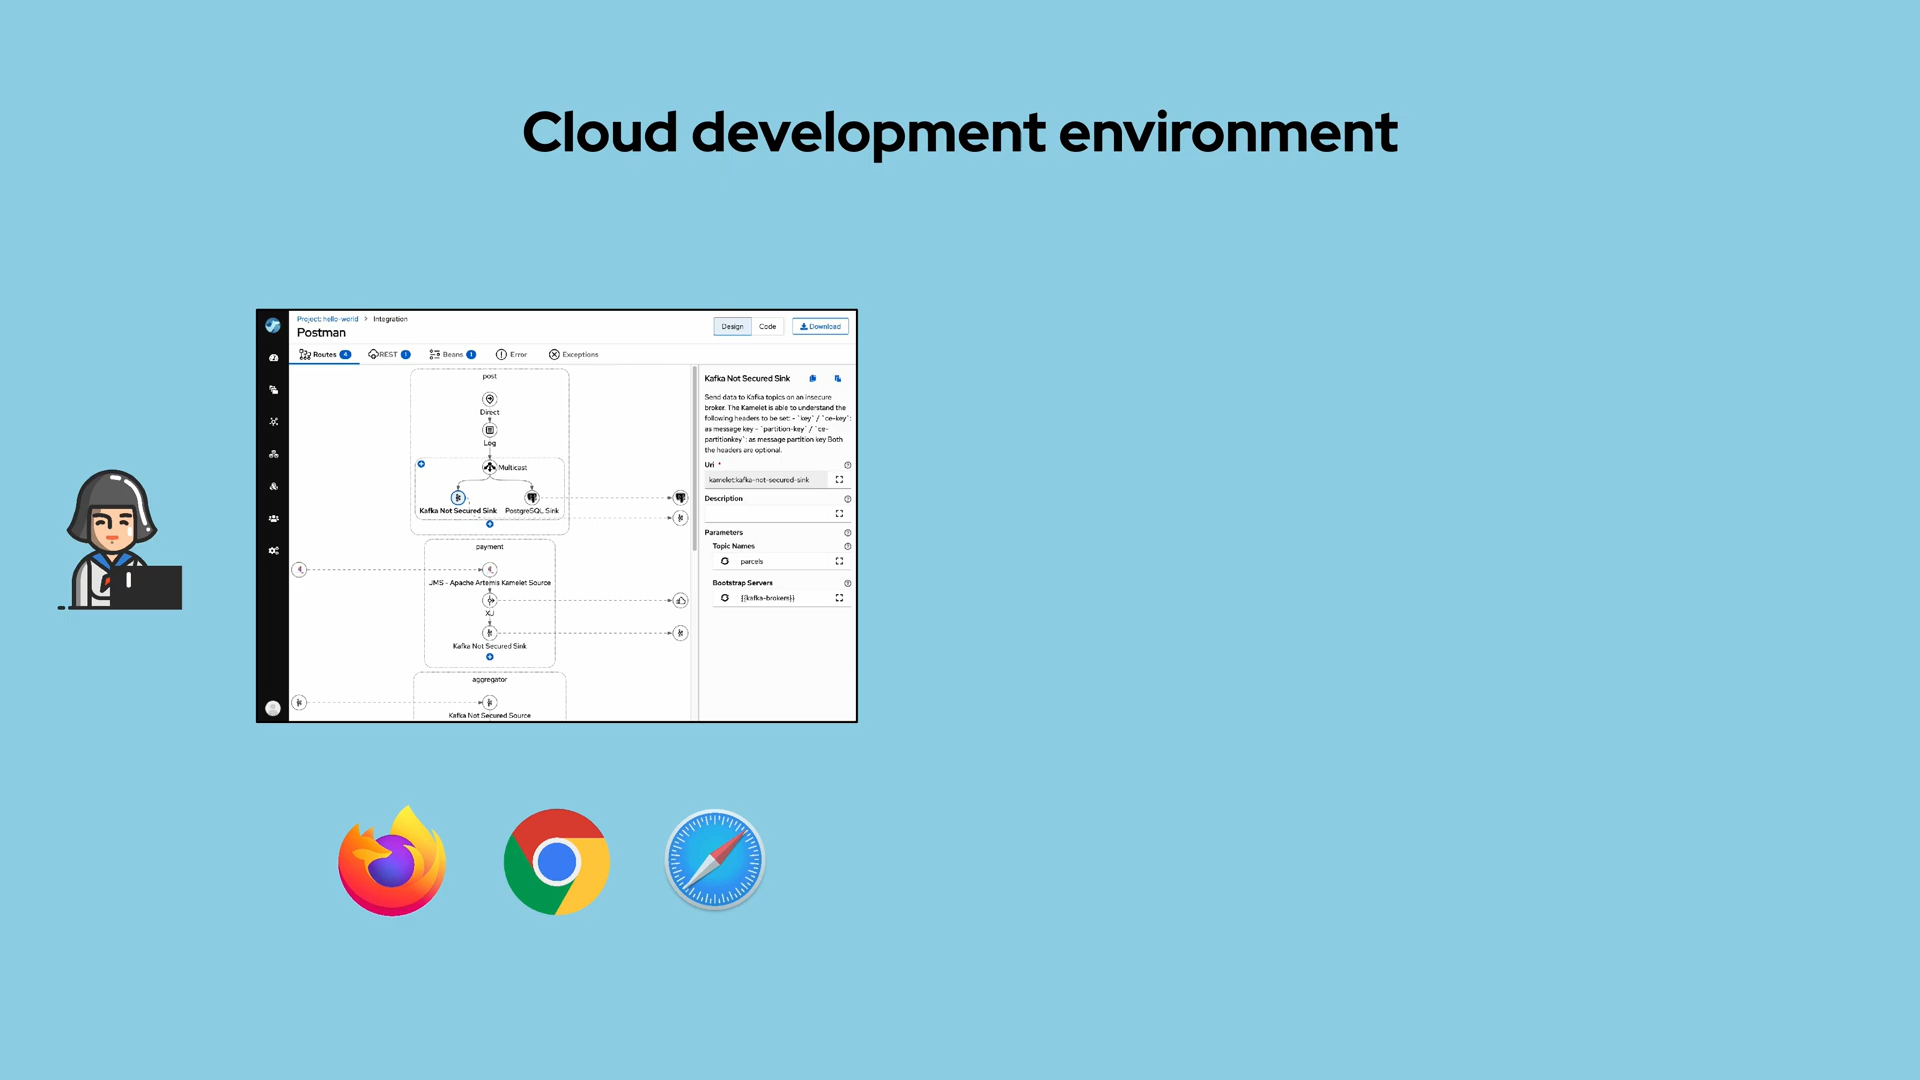 Cloud development environment
Project: hello-world > Integration
Postman
Design Code Download
Routes 4 REST 1 Beans 1 Error Exceptions
post
Direct
Log
Multicast
Kafka Not Secured Sink PostgreSQL Sink
payment
JMS - Apache Artemis Kamelet Source
XJ
Kafka Not Secured Sink
aggregator
Kafka Not Secured Source
Kafka Not Secured Sink
Send data to Kafka topics on an insecure
broker. The Kamelet is able to understand the
following headers to be set: - `key` / `ce-key`:
as message key - `partition-key` / `ce-
partitionkey`: as message partition key Both
the headers are optional.
Uri *
kamelet:kafka-not-secured-sink
Description
Parameters
Topic Names
parcels
Bootstrap Servers
{{kafka-brokers}}